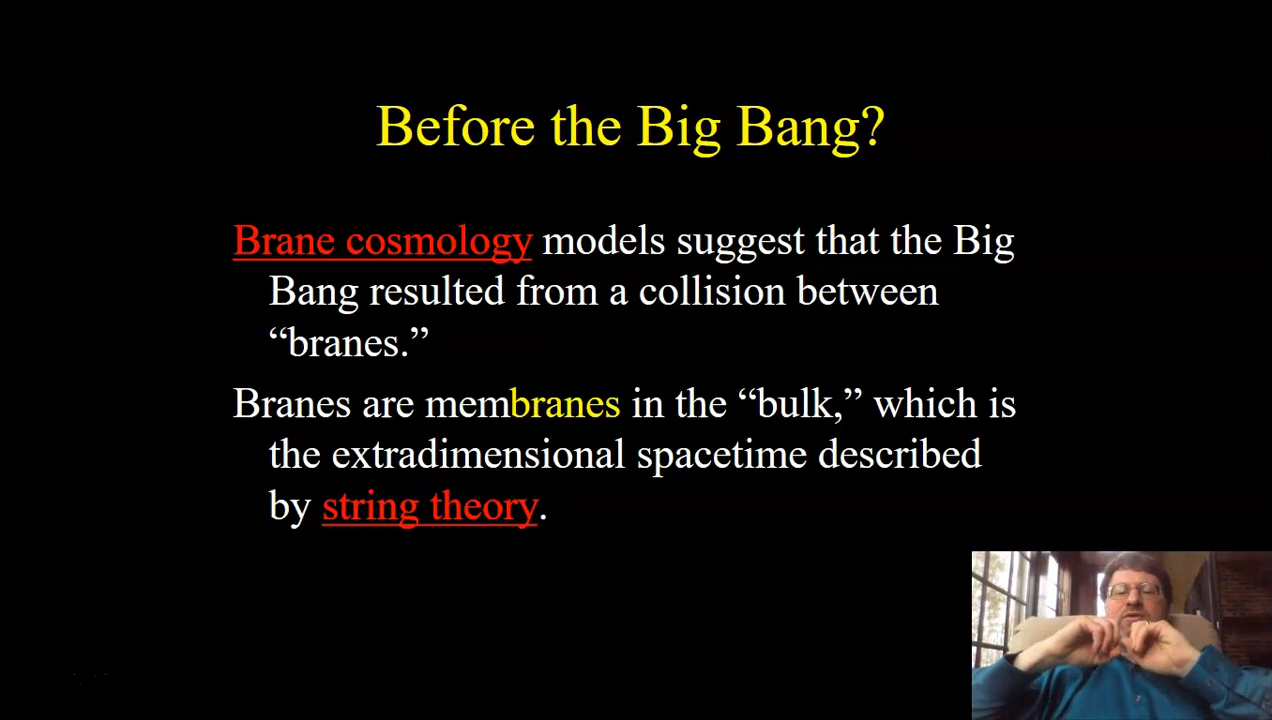 Before the Big Bang?
Brane cosmology models suggest that the Big
Bang resulted from a collision between
“branes.”
Branes are membranes in the “bulk,” which is
the extradimensional spacetime described
by string theory.